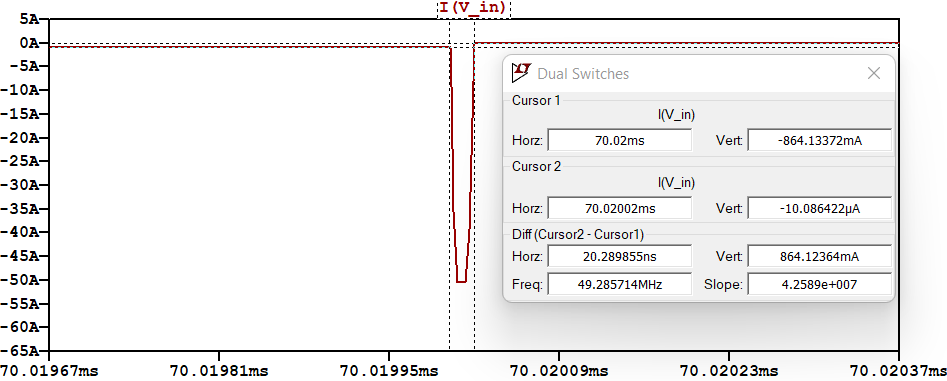 I(V_in)
5A
0A
-5A
-10A
-15A
-20A
-25A
-30A
-35A
-40A
-45A
-50A
-55A
-60A
-65A
70.01967ms 70.01981ms 70.01995ms 70.02009ms 70.02023ms 70.02037ms
Dual Switches
Cursor 1
I(V_in)
Horz: 70.02ms Vert: -864.13372mA
Cursor 2
I(V_in)
Horz: 70.02002ms Vert: -10.086422µA
Diff (Cursor2 - Cursor1)
Horz: 20.289855ns Vert: 864.12364mA
Freq: 49.285714MHz Slope: 4.2589e+007